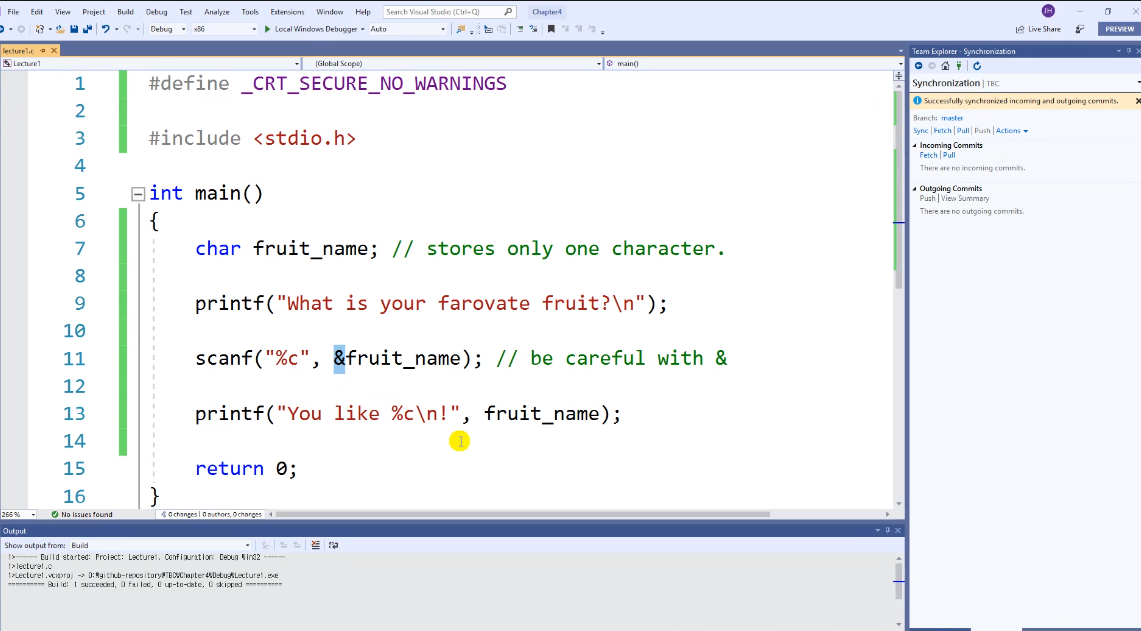 File Edit View Project Build Debug Test Analyze Tools Extensions Window Help Search Visual Studio (Ctrl+Q) Chapter4 JH
Debug x86 Local Windows Debugger Auto Live Share PREVIEW
lecture1.c
Lecture1 (Global Scope) main()
1 #define _CRT_SECURE_NO_WARNINGS
2
3 #include <stdio.h>
4
5 int main()
6 {
7 char fruit_name; // stores only one character.
8
9 printf("What is your farovate fruit?\n");
10
11 scanf("%c", &fruit_name); // be careful with &
12
13 printf("You like %c\n!", fruit_name);
14
15 return 0;
16 }
266 % No issues found 0 changes | 0 authors, 0 changes
Output
Show output from: Build
1>------ Build started: Project: Lecture1, Configuration: Debug Win32 ------
1>lecture1.c
1>Lecture1.vcxproj -> D:₩github-repository₩TBC₩Chapter4₩Debug₩Lecture1.exe
========== Build: 1 succeeded, 0 failed, 0 up-to-date, 0 skipped ==========
Team Explorer - Synchronization
Synchronization | TBC
Successfully synchronized incoming and outgoing commits.
Branch: master
Sync | Fetch | Pull | Push | Actions
Incoming Commits
Fetch | Pull
There are no incoming commits.
Outgoing Commits
Push | View Summary
There are no outgoing commits.